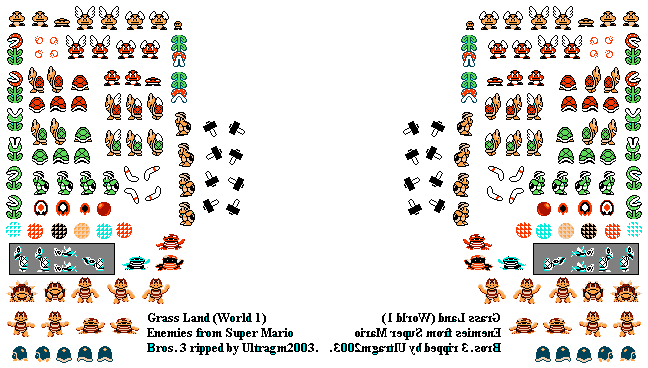 Grass Land (World 1)
Enemies from Super Mario
Bros. 3 ripped by Ultragm2003.
Grass Land (World 1)
Enemies from Super Mario
Bros. 3 ripped by Ultragm2003.